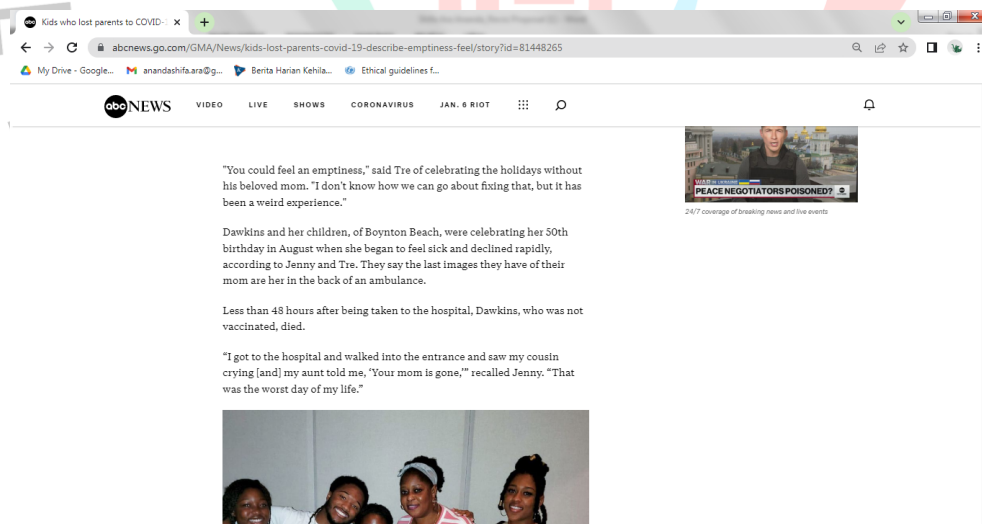 Kids who lost parents to COVID-
abcnews.go.com/GMA/News/kids-lost-parents-covid-19-describe-emptiness-feel/story?id=81448265
My Drive - Google... anandashifa.ara@g... Berita Harian Kehila... Ethical guidelines f...
abc NEWS VIDEO LIVE SHOWS CORONAVIRUS JAN. 6 RIOT
"You could feel an emptiness," said Tre of celebrating the holidays without
his beloved mom. "I don't know how we can go about fixing that, but it has
been a weird experience."
WAR IN UKRAINE
PEACE NEGOTIATORS POISONED?
24/7 coverage of breaking news and live events
Dawkins and her children, of Boynton Beach, were celebrating her 50th
birthday in August when she began to feel sick and declined rapidly,
according to Jenny and Tre. They say the last images they have of their
mom are her in the back of an ambulance.
Less than 48 hours after being taken to the hospital, Dawkins, who was not
vaccinated, died.
“I got to the hospital and walked into the entrance and saw my cousin
crying [and] my aunt told me, ‘Your mom is gone,’” recalled Jenny. “That
was the worst day of my life.”